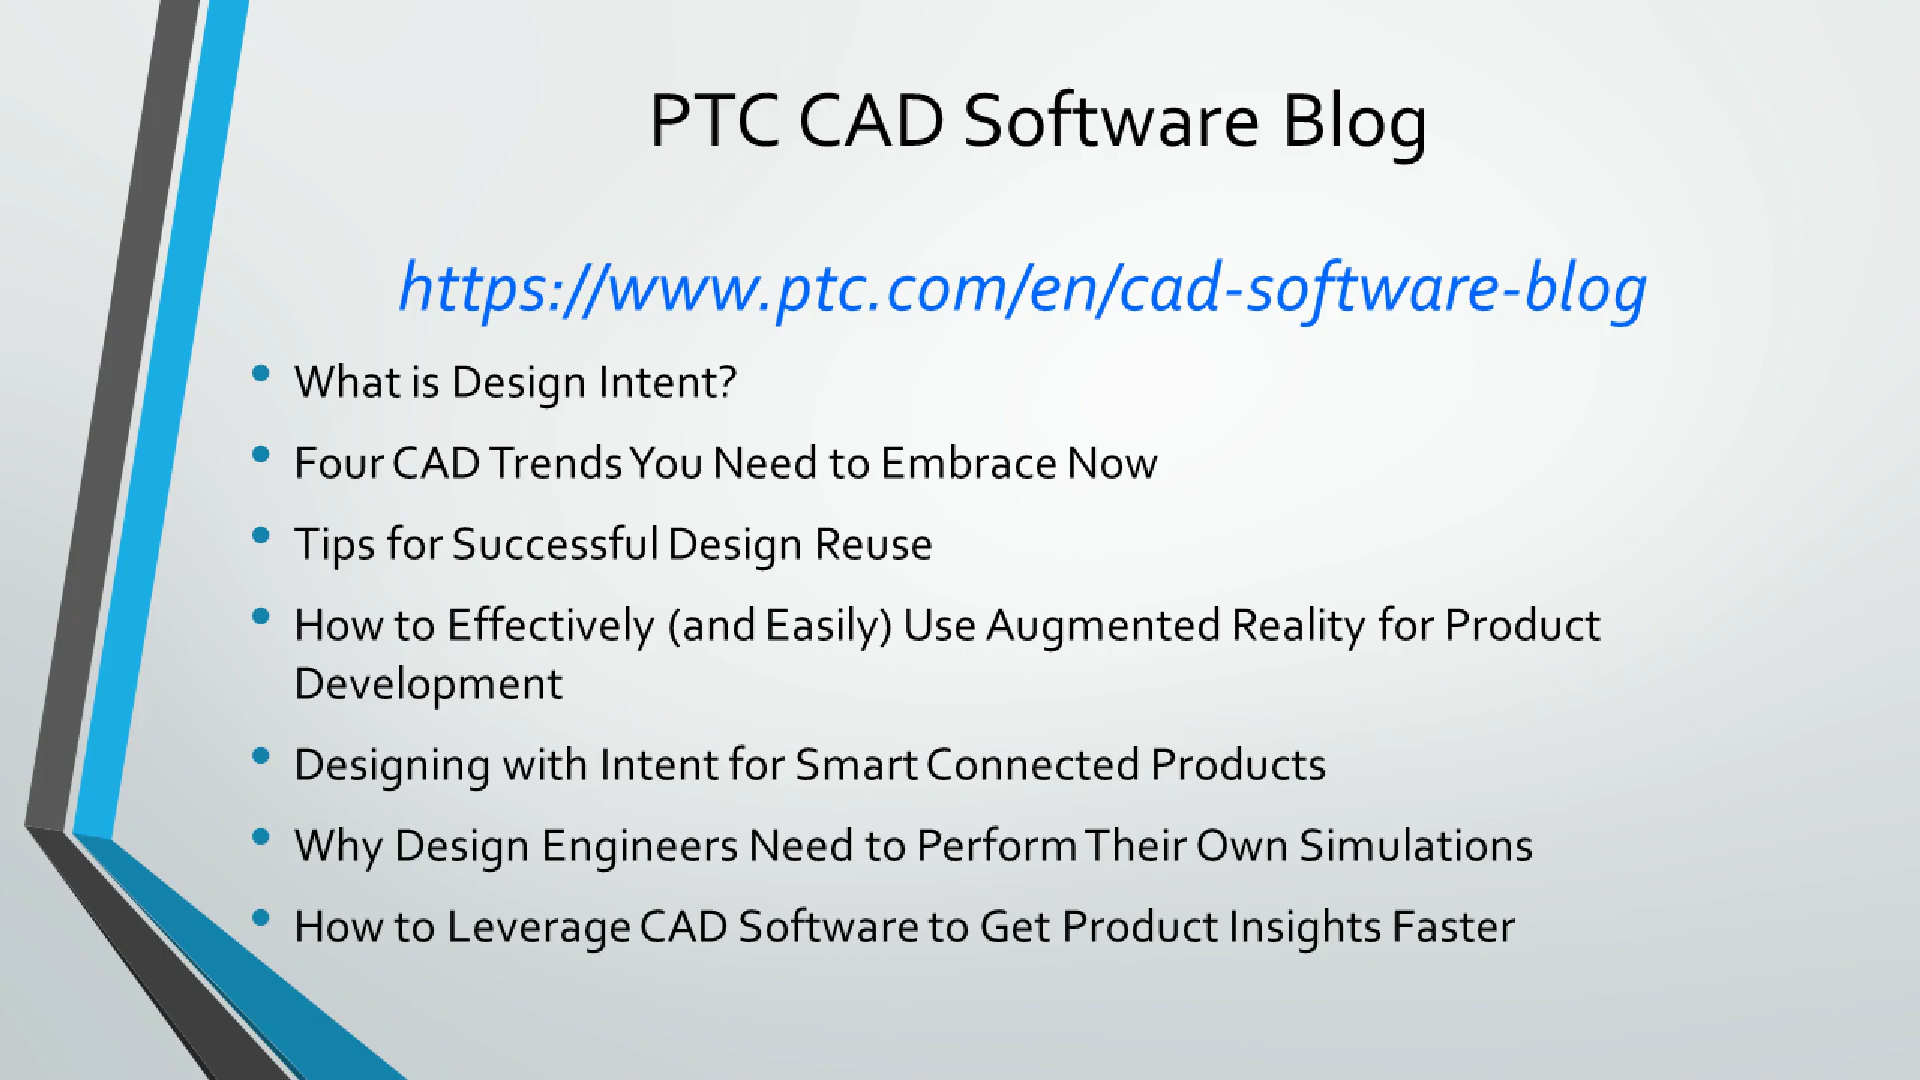 PTC CAD Software Blog
https://www.ptc.com/en/cad-software-blog
• What is Design Intent?
• Four CAD Trends You Need to Embrace Now
• Tips for Successful Design Reuse
• How to Effectively (and Easily) Use Augmented Reality for Product
Development
• Designing with Intent for Smart Connected Products
• Why Design Engineers Need to Perform Their Own Simulations
• How to Leverage CAD Software to Get Product Insights Faster